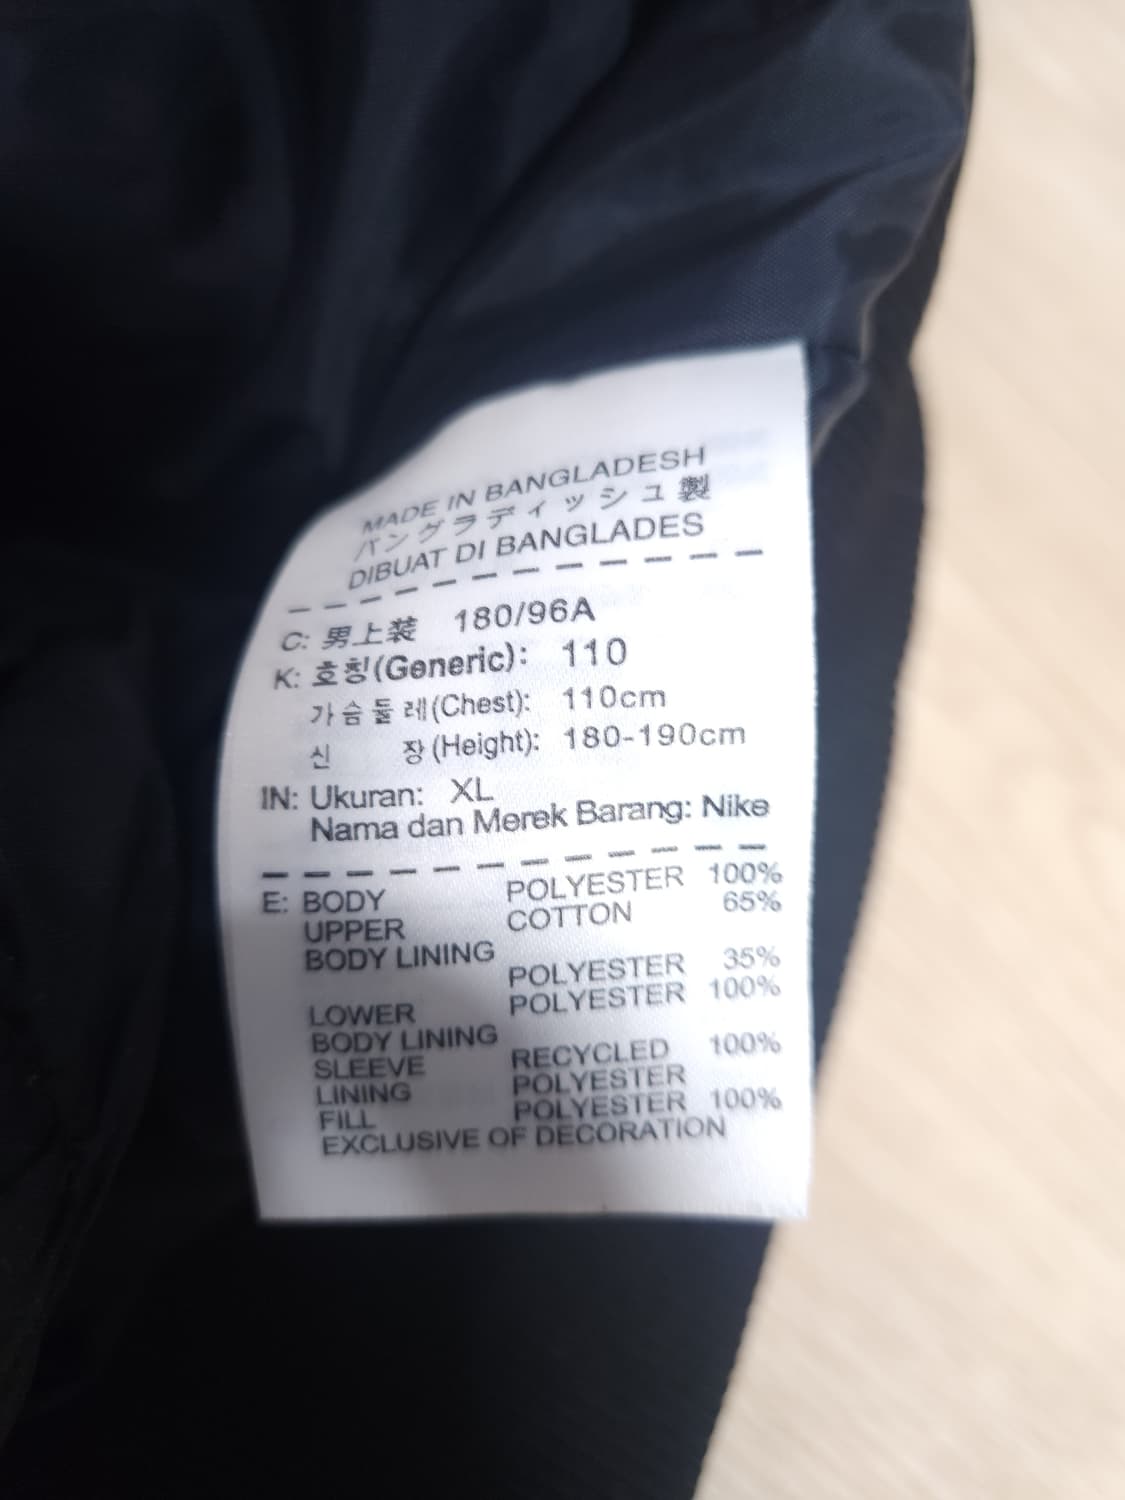 MADE IN BANGLADESH
バングラディッシュ製
DIBUAT DI BANGLADES
C: 男上装 180/96A
K: 호칭(Generic): 110
가슴둘레(Chest): 110cm
신 장(Height): 180-190cm
IN: Ukuran: XL
Nama dan Merek Barang: Nike
E: BODY POLYESTER 100%
UPPER COTTON 65%
BODY LINING
POLYESTER 35%
LOWER POLYESTER 100%
BODY LINING
SLEEVE RECYCLED 100%
LINING POLYESTER
FILL POLYESTER 100%
EXCLUSIVE OF DECORATION